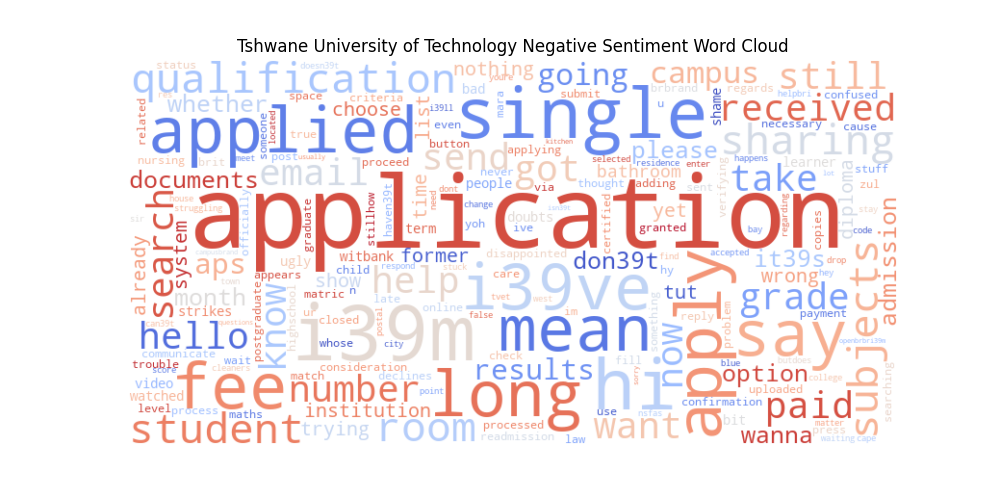 Tshwane University of Technology Negative Sentiment Word Cloud
status doesn39t nothing youre going campus still
qualification bad submit regards brbrand helpbri confused
whether space criteria choose list mara i3911 single u shame received
related applied someone located true even button necessary cause
nursing brit post usually proceed send applying please sharing
meet email got selected residence enter happens learner stuff
documents never people via thought adding bathroom sent verifying take lot diploma zul
house struggling graduate stillhow haven39t time need dont change doubts certified yet granted regarding copies code stay
sir officially application term yoh ive bay drop
search system aps ugly witbank former disappointed don39t accepted hey find it39s admission
already town appears child respond stuck care hy wrong
month show help i39ve tut grade
strikes know matric n late online tvet west im something reply problem payment
hello i39m postgraduate highschool ur closed postal false mean now apply say subjects
can39t questions whose city openbrbri39m
communicate wait consideration check blue butdoes
trouble score cleaners match declines results fill option college
video fee number long hi sorry uploaded searching
watched point nsfas confirmation
level process maths institution use want bit paid matter
student trying room processed readmission law wanna press waiting cape